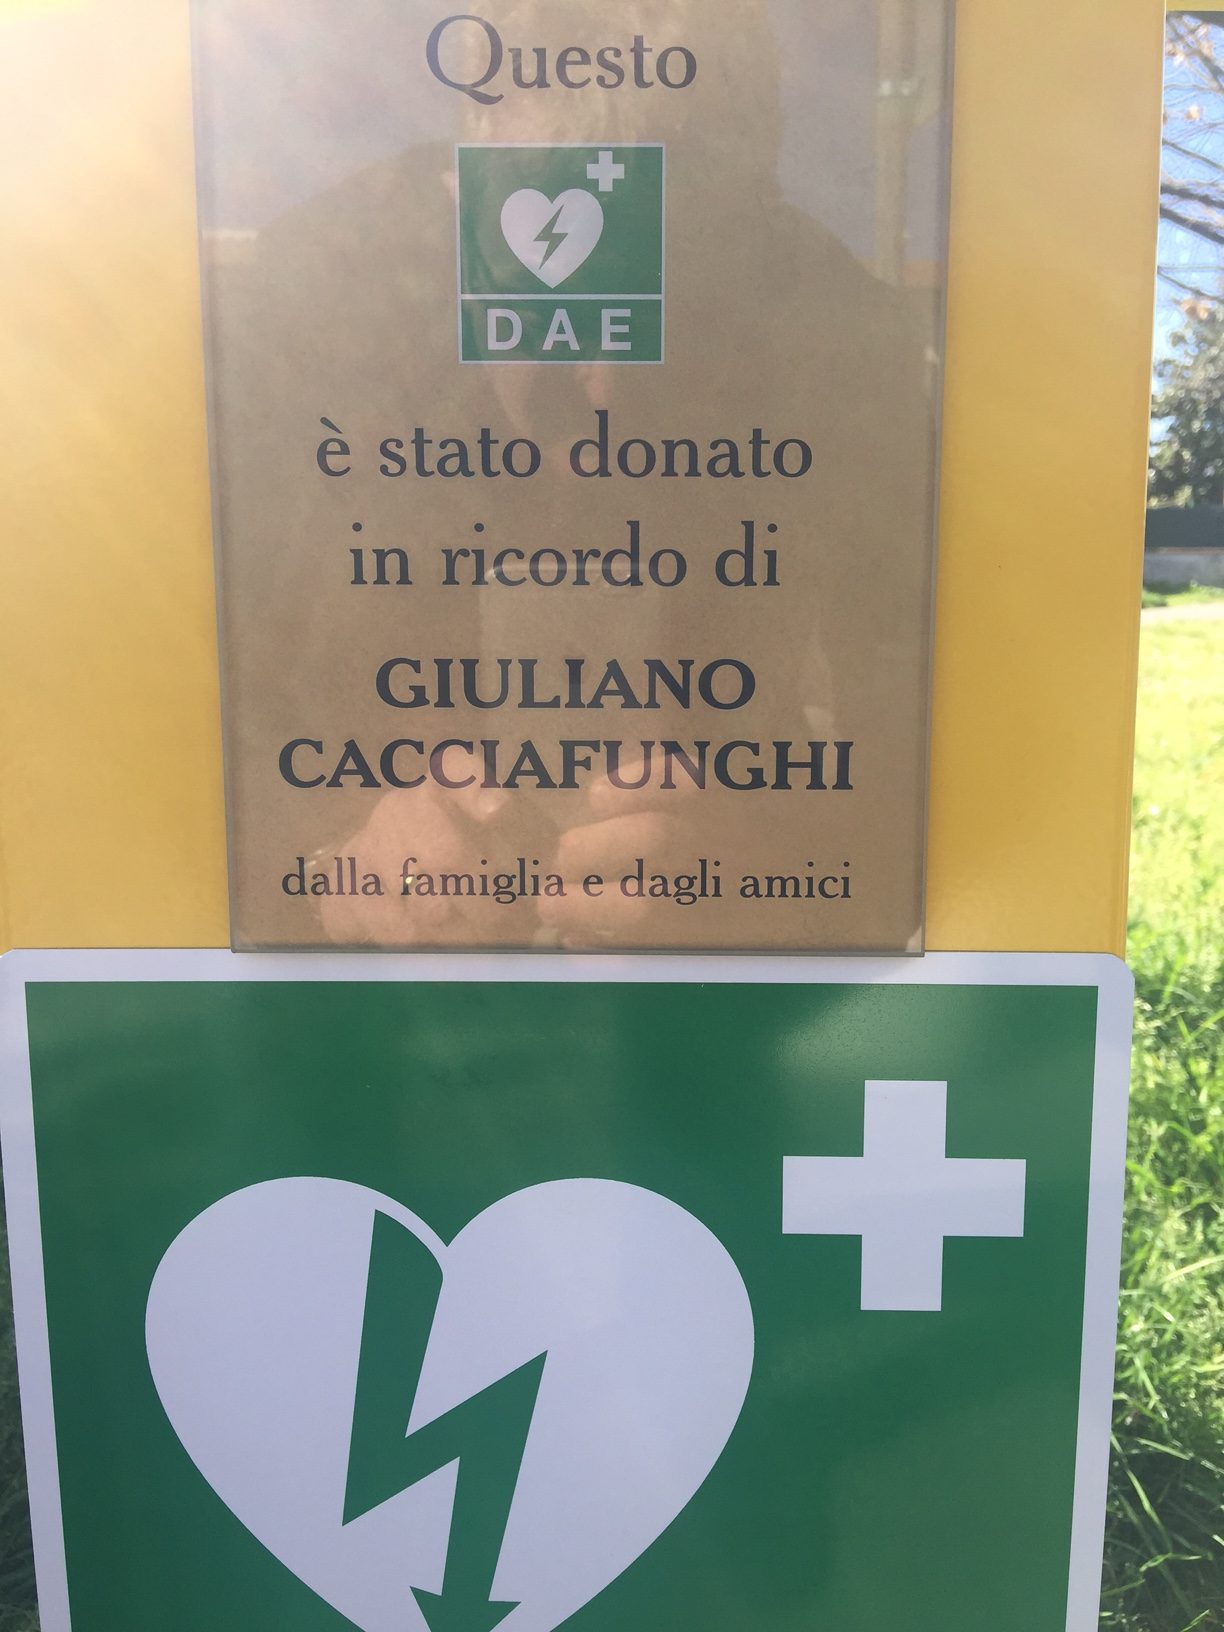 Questo
DAE
è stato donato
in ricordo di
GIULIANO
CACCIAFUNGHI
dalla famiglia e dagli amici